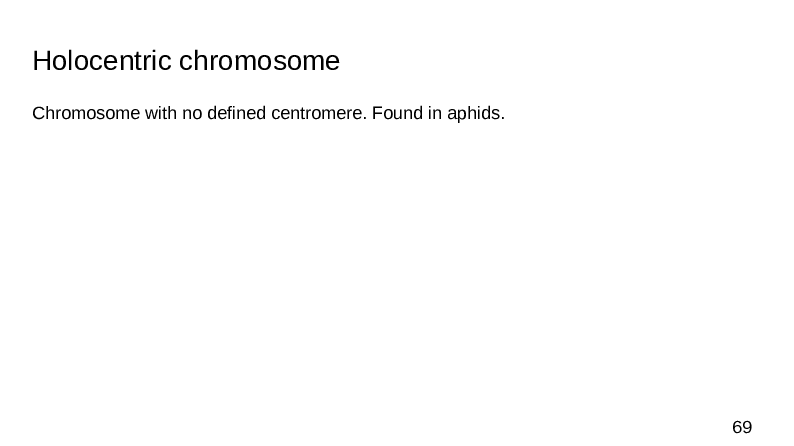 Holocentric chromosome
Chromosome with no defined centromere. Found in aphids.
69